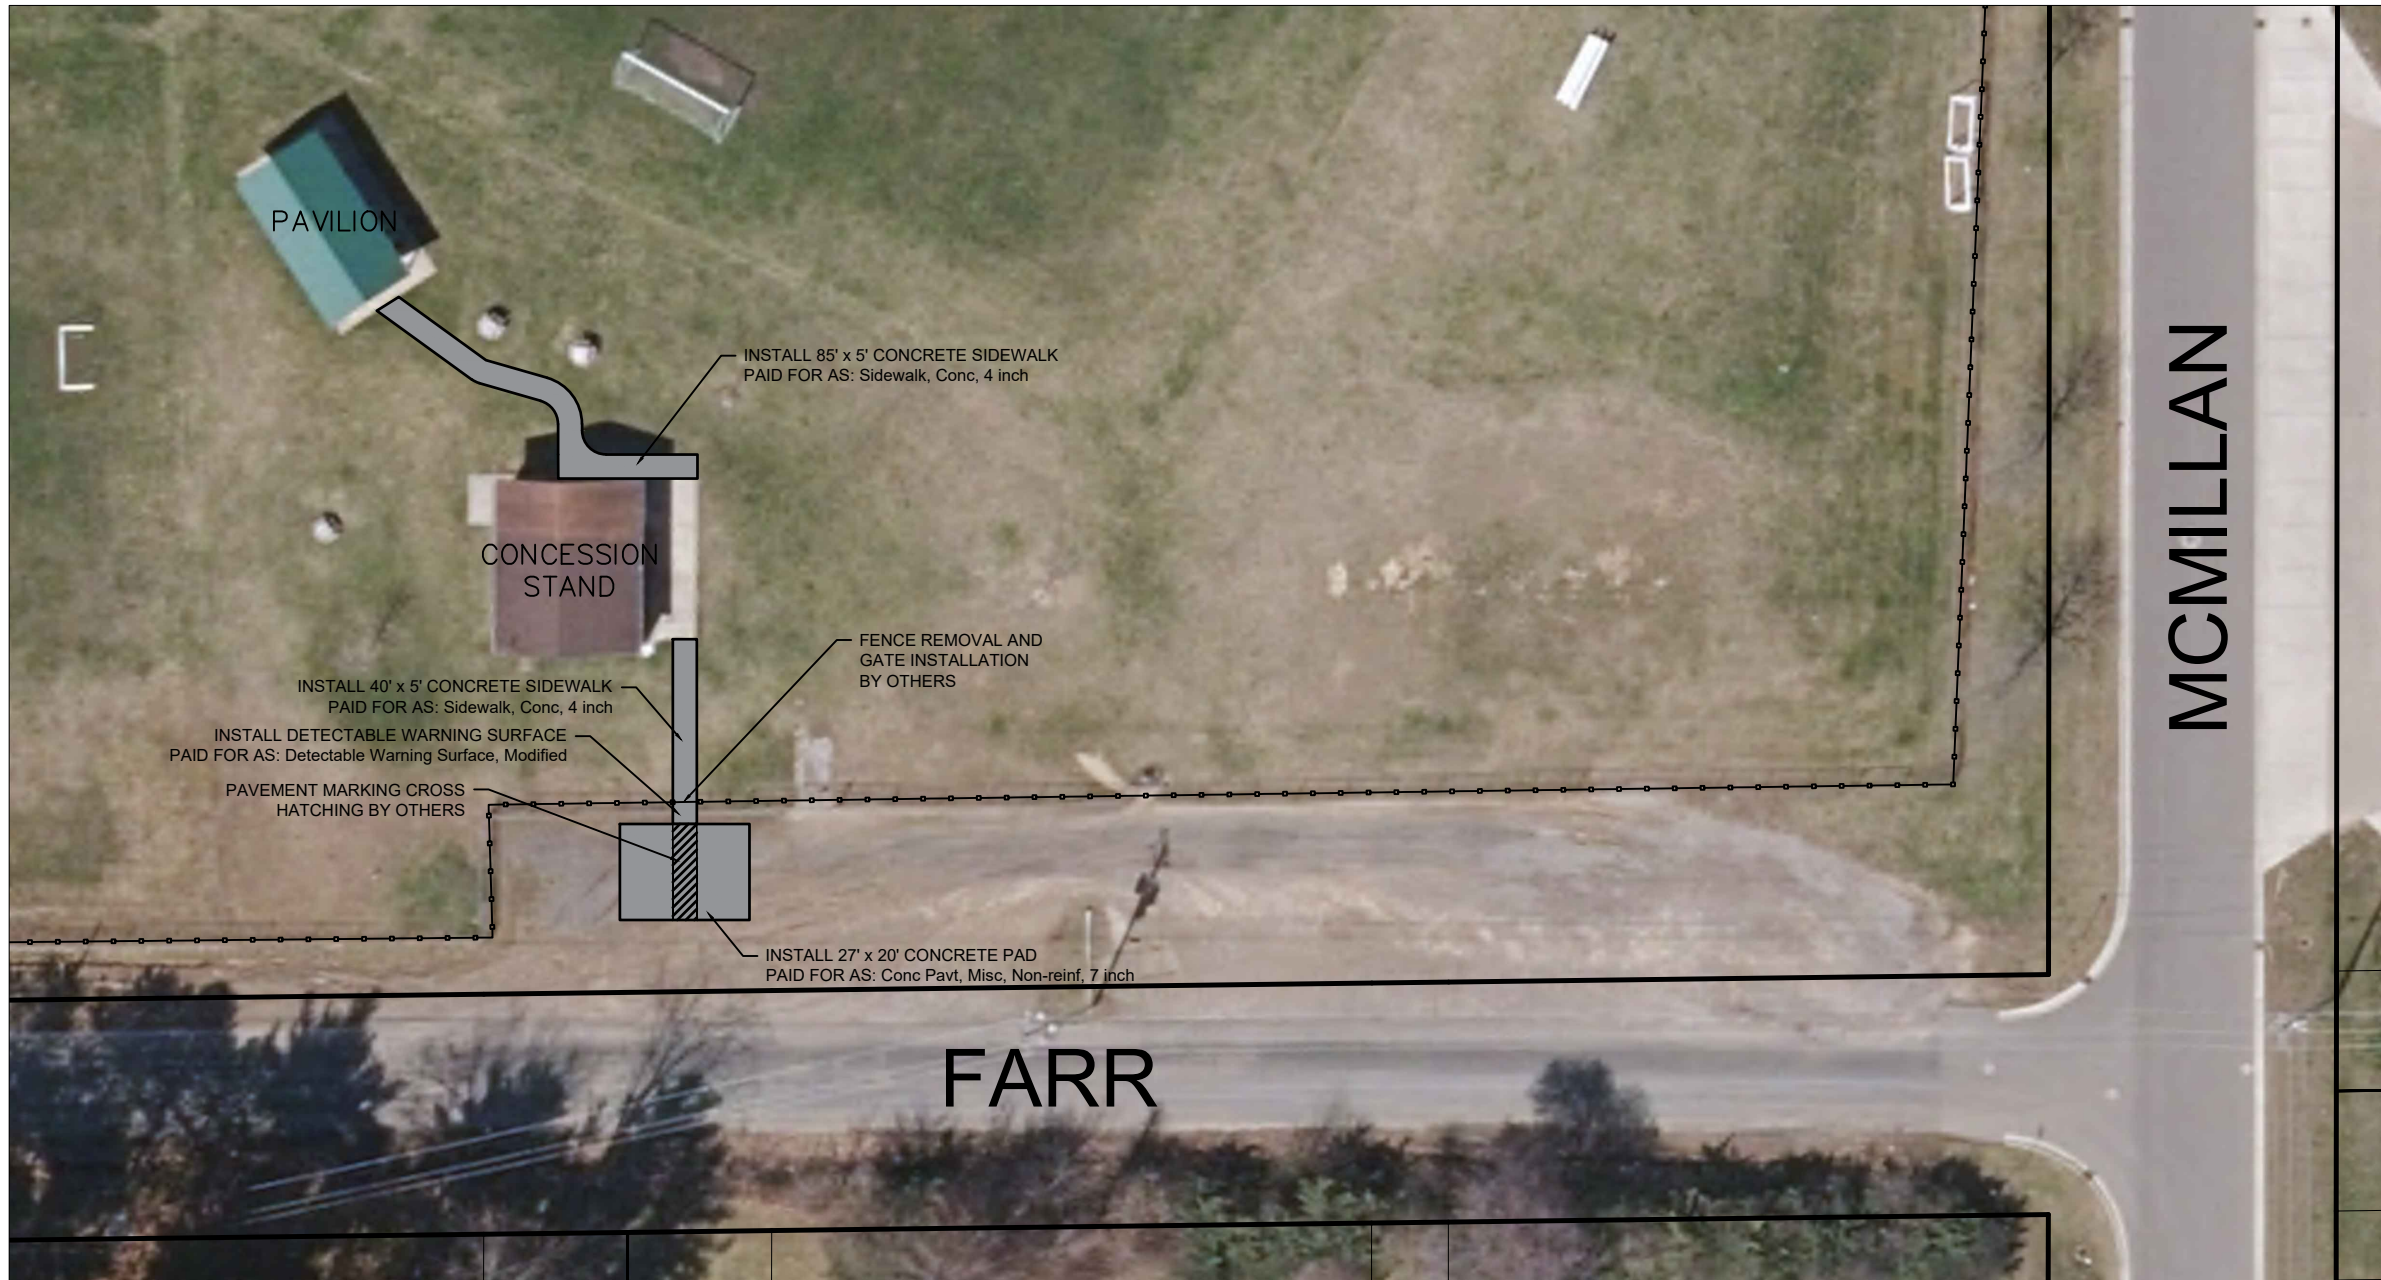 PAVILION
INSTALL 85' x 5' CONCRETE SIDEWALK
PAID FOR AS: Sidewalk, Conc, 4 inch
MCMILLAN
CONCESSION
STAND
FENCE REMOVAL AND
GATE INSTALLATION
BY OTHERS
INSTALL 40' x 5' CONCRETE SIDEWALK
PAID FOR AS: Sidewalk, Conc, 4 inch
INSTALL DETECTABLE WARNING SURFACE
PAID FOR AS: Detectable Warning Surface, Modified
PAVEMENT MARKING CROSS
HATCHING BY OTHERS
INSTALL 27' x 20' CONCRETE PAD
PAID FOR AS: Conc Pavt, Misc, Non-reinf, 7 inch
FARR